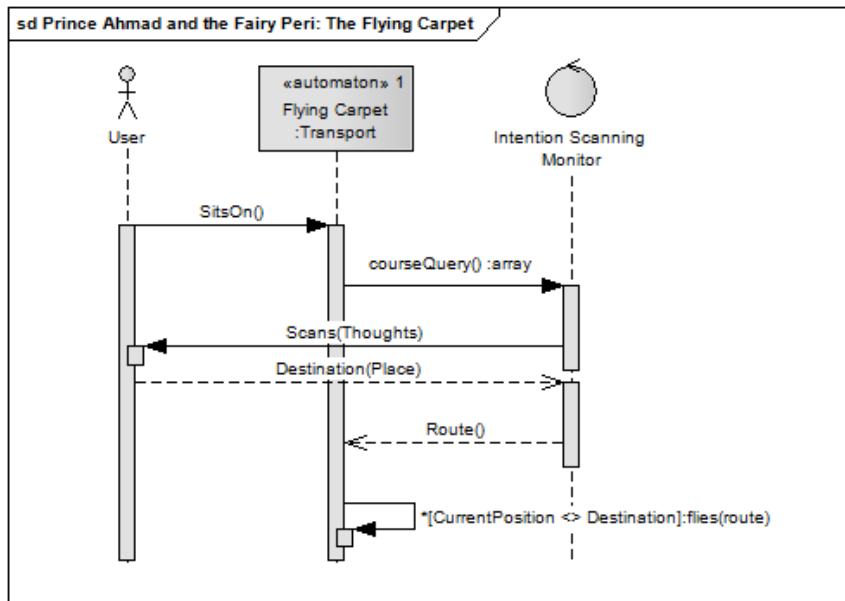 sd Prince Ahmad and the Fairy Peri: The Flying Carpet
«automaton» 1
Flying Carpet
:Transport
User
Intention Scanning
Monitor
SitsOn()
courseQuery() :array
Scans(Thoughts)
Destination(Place)
Route()
*[CurrentPosition <> Destination]:flies(route)